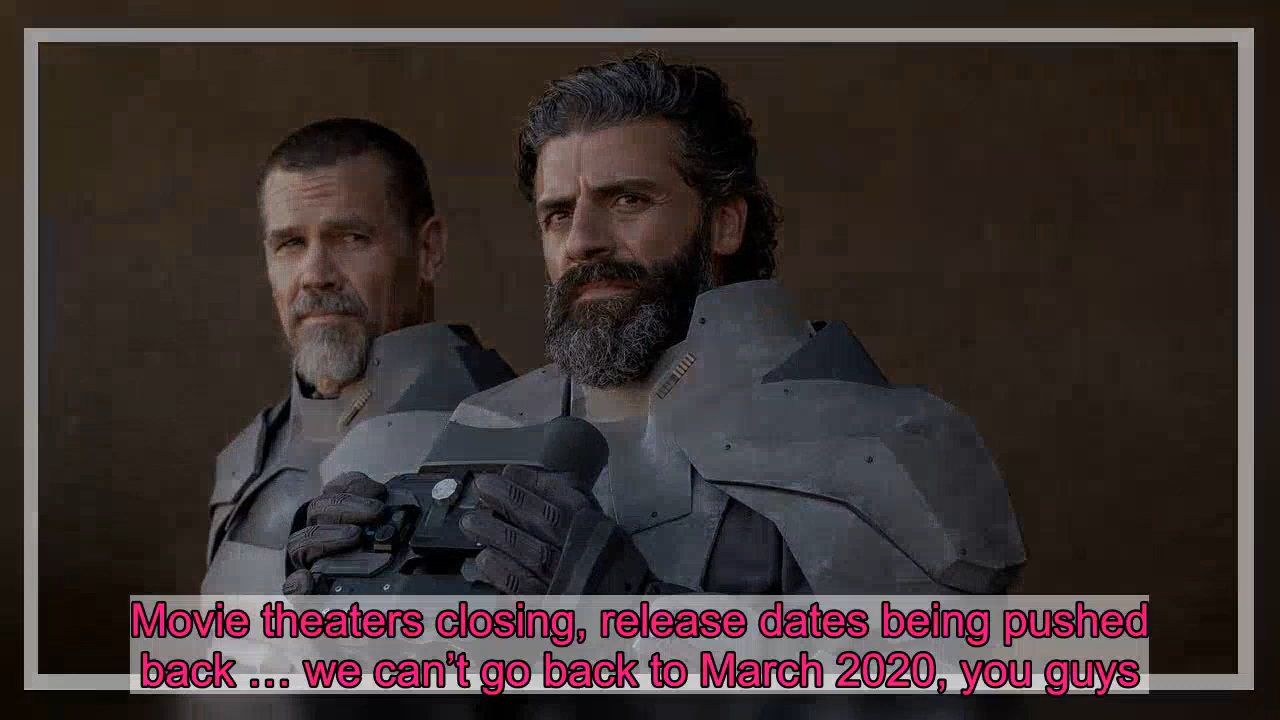 Movie theaters closing, release dates being pushed
back … we can’t go back to March 2020, you guys